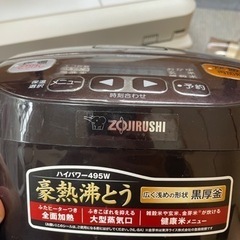 メニュー
予約
時刻合わせ
ZOJIRUSHI
ハイパワー495W
豪熱沸とう
広く浅めの形状 黒厚釜
ふたヒーターつき
全面加熱
ふきこぼれを抑える
大型蒸気口
雑穀米や玄米、金芽米が炊ける
健康米メニュー